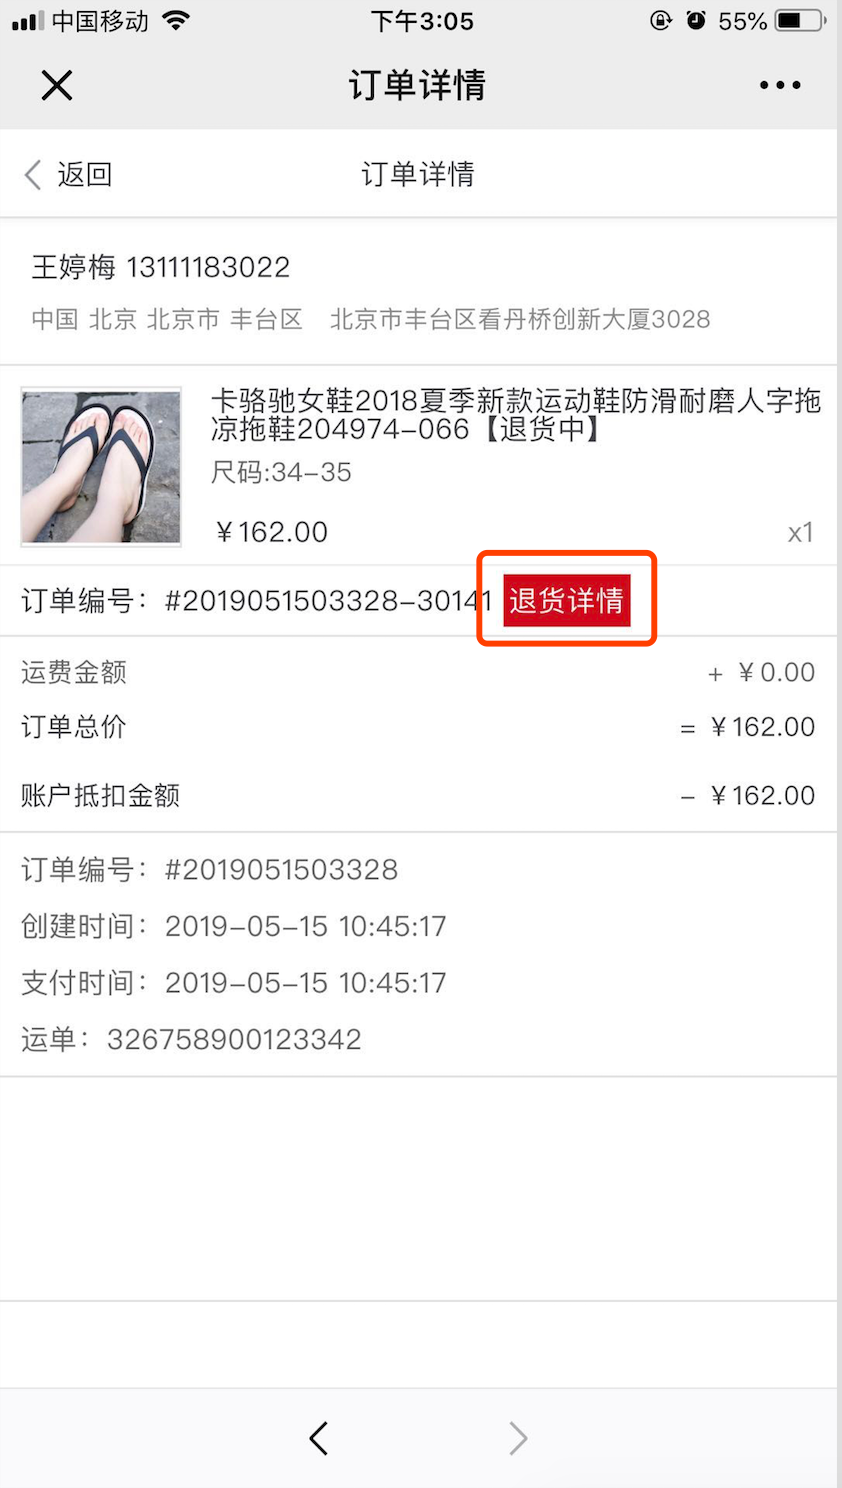 中国移动 下午3:05 55%
订单详情
返回 订单详情
王婷梅 13111183022
中国 北京 北京市 丰台区 北京市丰台区看丹桥创新大厦3028
卡骆驰女鞋2018夏季新款运动鞋防滑耐磨人字拖
凉拖鞋204974-066【退货中】
尺码:34-35
￥162.00 x1
订单编号：#2019051503328-30141 退货详情
运费金额 + ￥0.00
订单总价 = ￥162.00
账户抵扣金额 - ￥162.00
订单编号：#2019051503328
创建时间：2019-05-15 10:45:17
支付时间：2019-05-15 10:45:17
运单：326758900123342